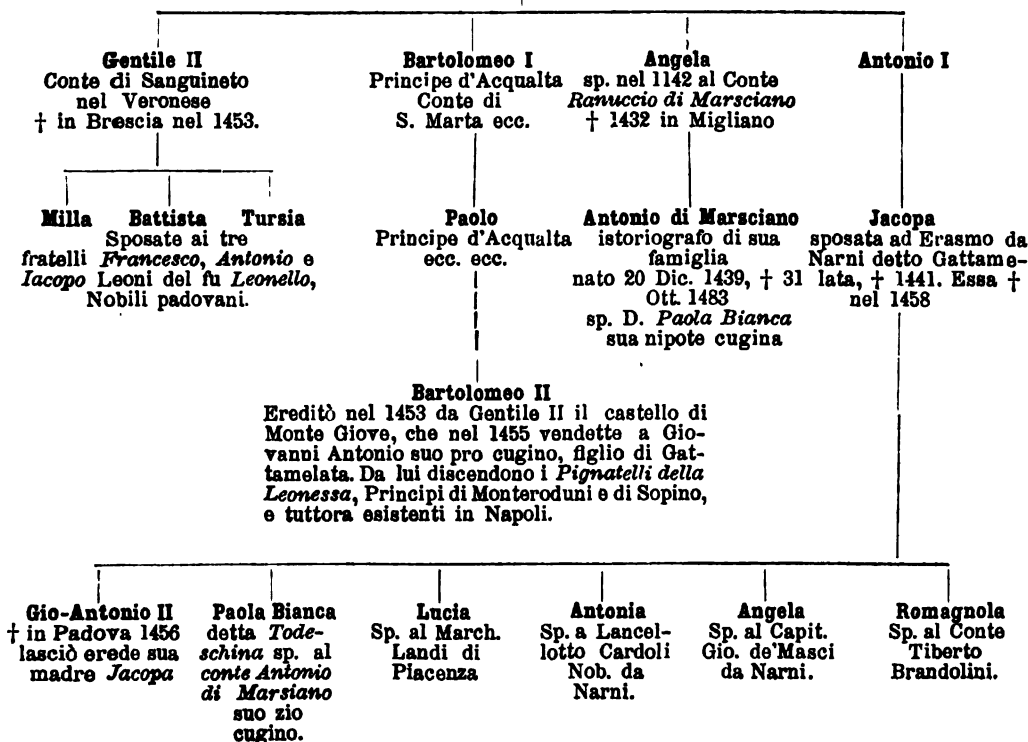 Gentile II
Conte di Sanguineto
nel Veronese
† in Brescia nel 1453.
Bartolomeo I
Principe d'Acqualta
Conte di
S. Marta ecc.
Angela
sp. nel 1142 al Conte
Ranuccio di Marsciano
† 1432 in Migliano
Antonio I
Milla Battista Tursia
Sposate ai tre
fratelli Francesco, Antonio e
Iacopo Leoni del fu Leonello,
Nobili padovani.
Paolo
Principe d'Acqualta
ecc. ecc.
Antonio di Marsciano
istoriografo di sua
famiglia
nato 20 Dic. 1439, † 31
Ott. 1483
sp. D. Paola Bianca
sua nipote cugina
Jacopa
sposata ad Erasmo da
Narni detto Gattame-
lata, † 1441. Essa †
nel 1458
Bartolomeo II
Ereditò nel 1453 da Gentile II il castello di
Monte Giove, che nel 1455 vendette a Gio-
vanni Antonio suo pro cugino, figlio di Gat-
tamelata. Da lui discendono i Pignatelli della
Leonessa, Principi di Monteroduni e di Sopino,
e tuttora esistenti in Napoli.
Gio-Antonio II
† in Padova 1456
lasciò erede sua
madre Jacopa
Paola Bianca
detta Tode-
schina sp. al
conte Antonio
di Marsiano
suo zio
cugino.
Lucia
Sp. al March.
Landi di
Piacenza
Antonia
Sp. a Lancel-
lotto Cardoli
Nob. da
Narni.
Angela
Sp. al Capit.
Gio. de'Masci
da Narni.
Romagnola
Sp. al Conte
Tiberto
Brandolini.